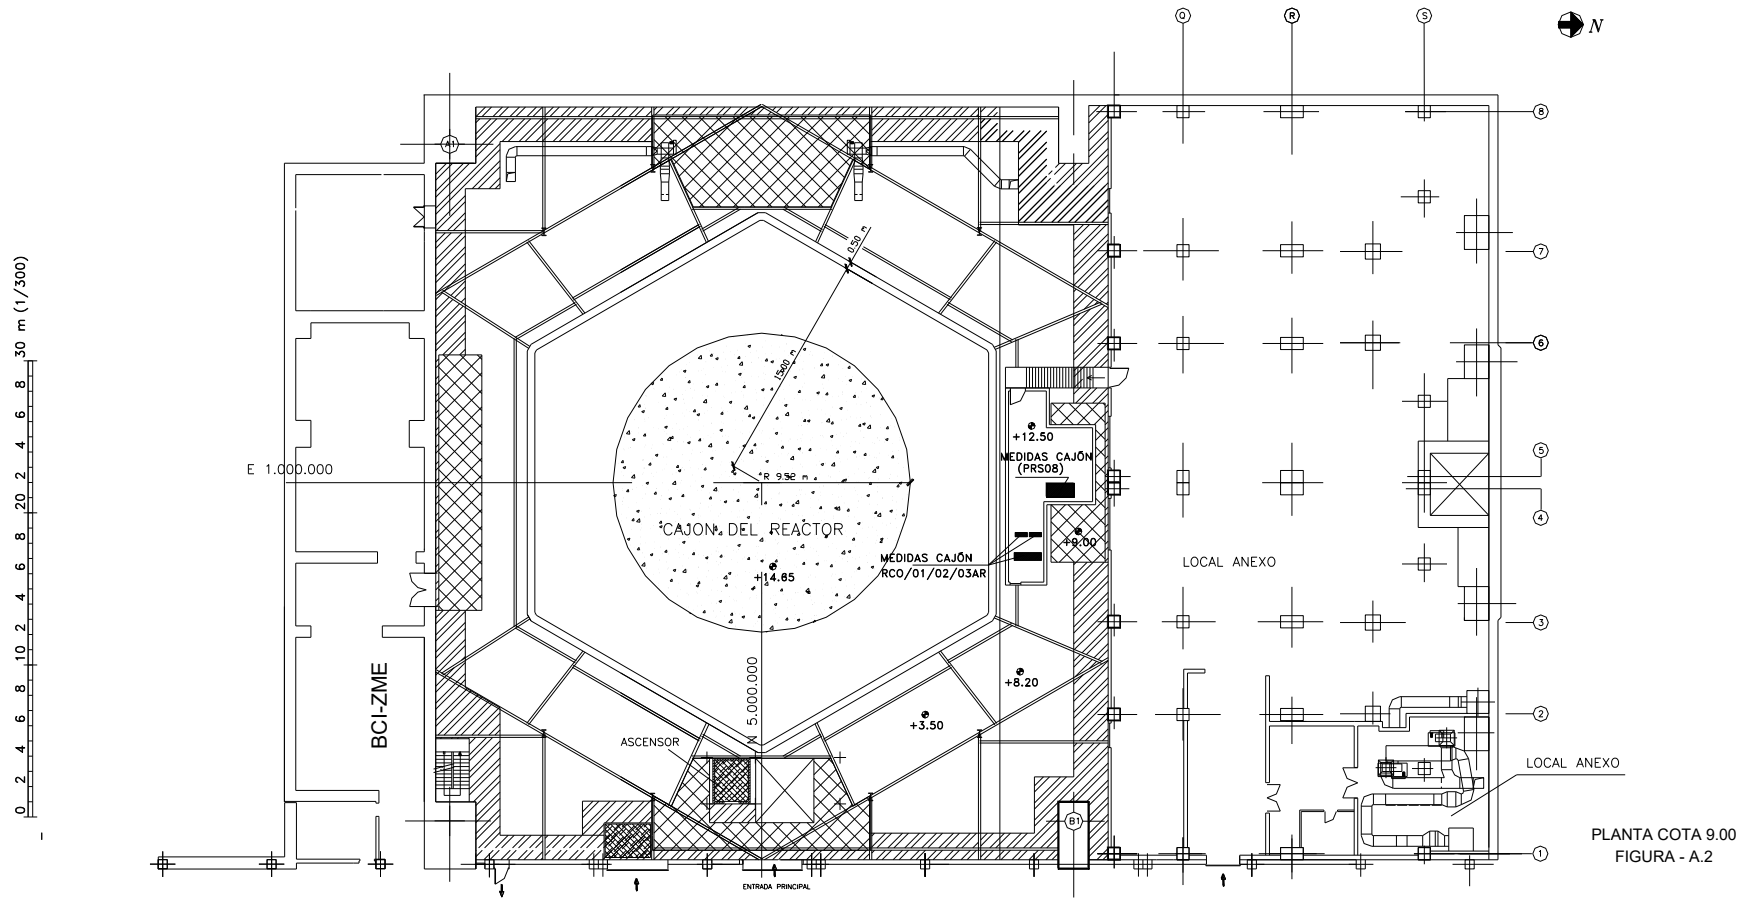 Q
R
S
N
8
A1
7
0.50 m
30 m (1/300)
6
15.00 m
8
6
+12.50
4
MEDIDAS CAJÓN
(PRS08)
5
E 1.000.000
2
R 9.52 m
20
4
CAJON DEL REACTOR
8
+9.00
MEDIDAS CAJÓN
RCO/01/02/03AR
LOCAL ANEXO
6
+14.65
4
2
3
10
N 5.000.000
+8.20
8
BCI-ZME
+3.50
2
6
ASCENSOR
4
LOCAL ANEXO
2
0
B1
PLANTA COTA 9.00
FIGURA - A.2
1
ENTRADA PRINCIPAL